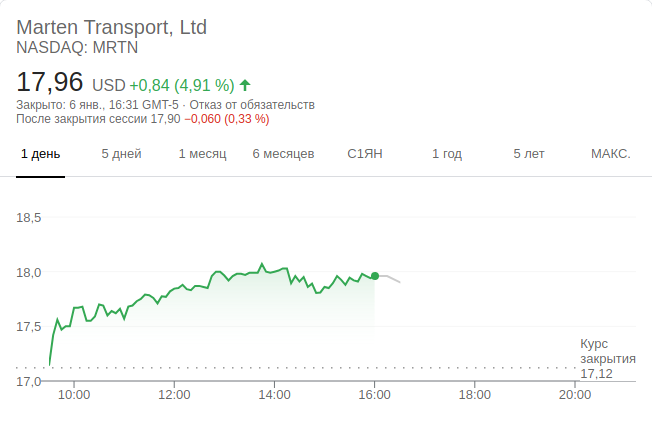 Marten Transport, Ltd
NASDAQ: MRTN
17,96 USD +0,84 (4,91 %)
Закрыто: 6 янв., 16:31 GMT-5 · Отказ от обязательств
После закрытия сессии 17,90 −0,060 (0,33 %)
1 день 5 дней 1 месяц 6 месяцев С1ЯН 1 год 5 лет МАКС.
18,5
18,0
17,5
Курс
закрытия
17,12
17,0
10:00 12:00 14:00 16:00 18:00 20:00